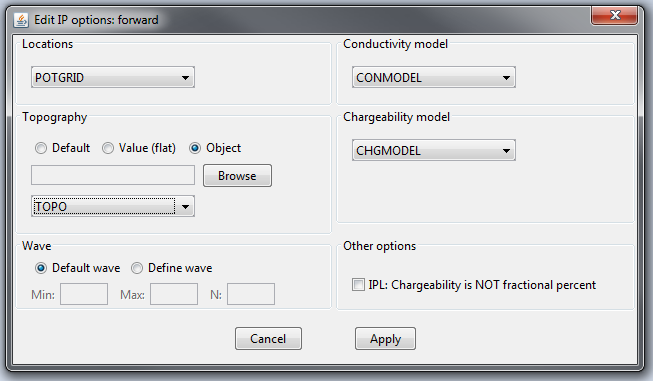 Edit IP options: forward
Locations
POTGRID
Conductivity model
CONMODEL
Topography
Default Value (flat) Object
Browse
TOPO
Chargeability model
CHGMODEL
Wave
Default wave Define wave
Min: Max: N:
Other options
IPL: Chargeability is NOT fractional percent
Cancel Apply